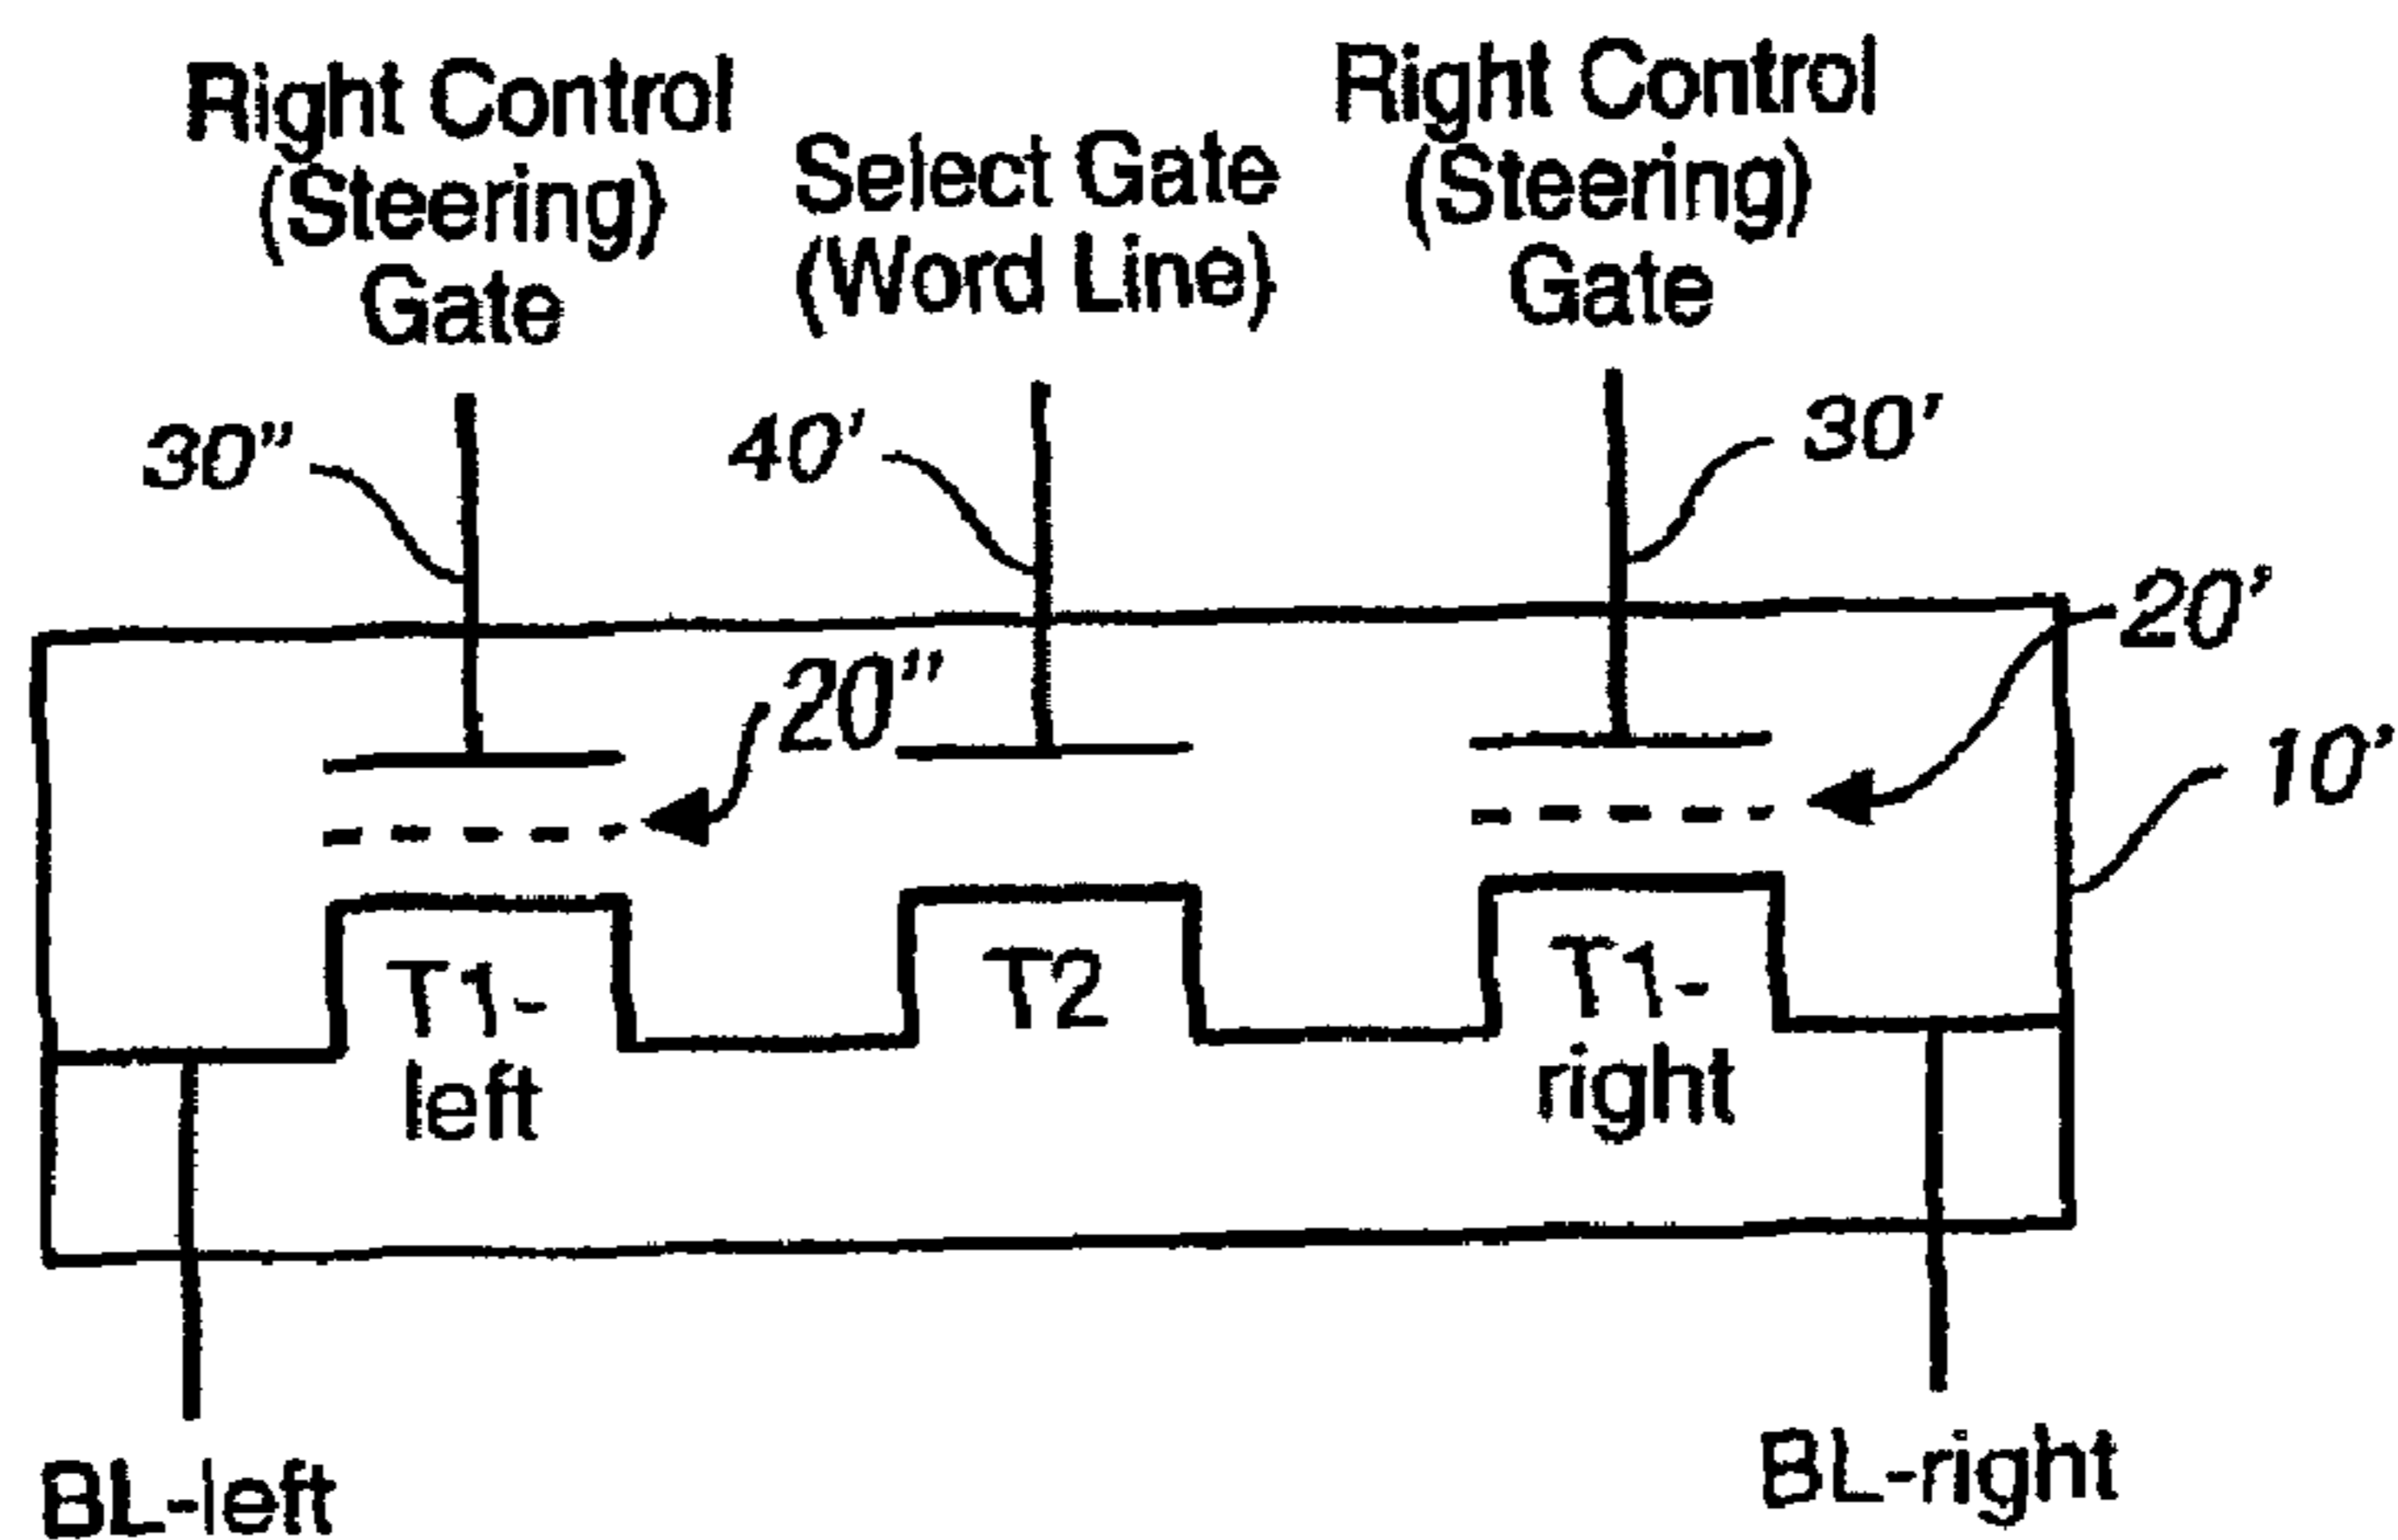 Right Control
(Steering)
Gate
Select Gate
(Word Line)
Right Control
(Steering)
Gate
30"
40'
30'
20"
20'
10'
T1-
left
T2
T1-
right
BL-left
BL-right